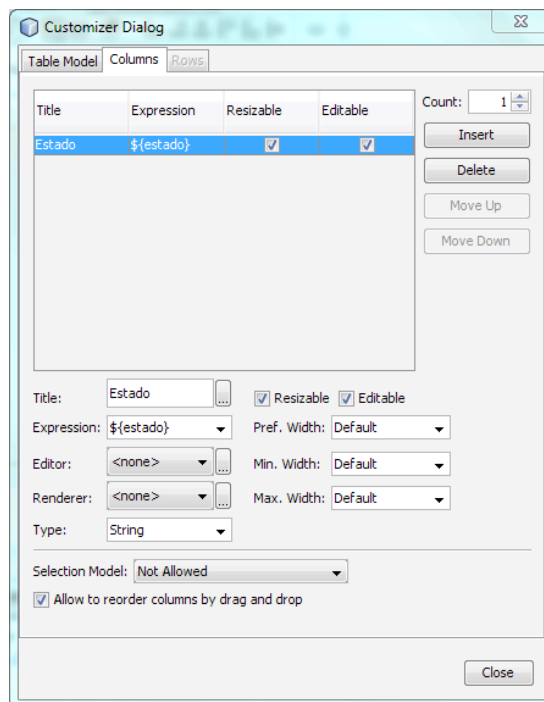 Customizer Dialog
Table Model Columns Rows
Title Expression Resizable Editable
Estado ${estado}
Count: 1
Insert
Delete
Move Up
Move Down
Title: Estado ... Resizable Editable
Expression: ${estado} Pref. Width: Default
Editor: <none> ... Min. Width: Default
Renderer: <none> ... Max. Width: Default
Type: String
Selection Model: Not Allowed
Allow to reorder columns by drag and drop
Close